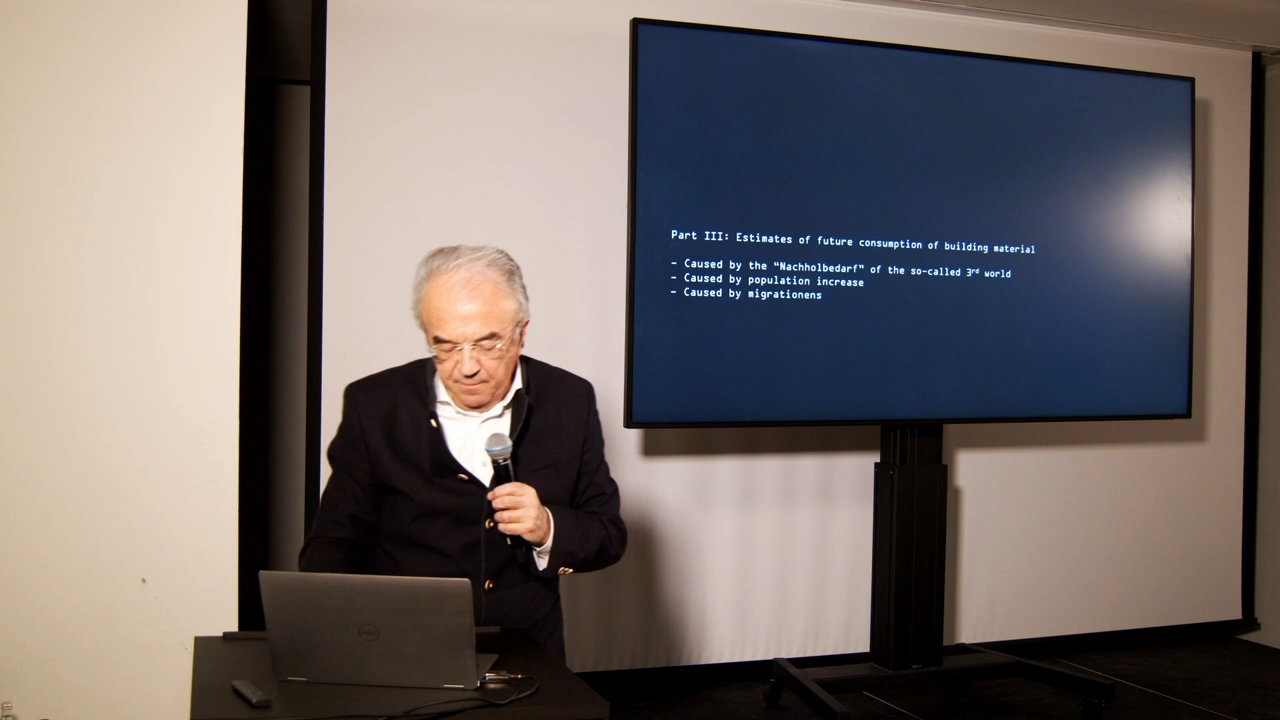 Part III: Estimates of future consumption of building material
- Caused by the “Nachholbedarf” of the so-called 3rd world
- Caused by population increase
- Caused by migrationens
DELL